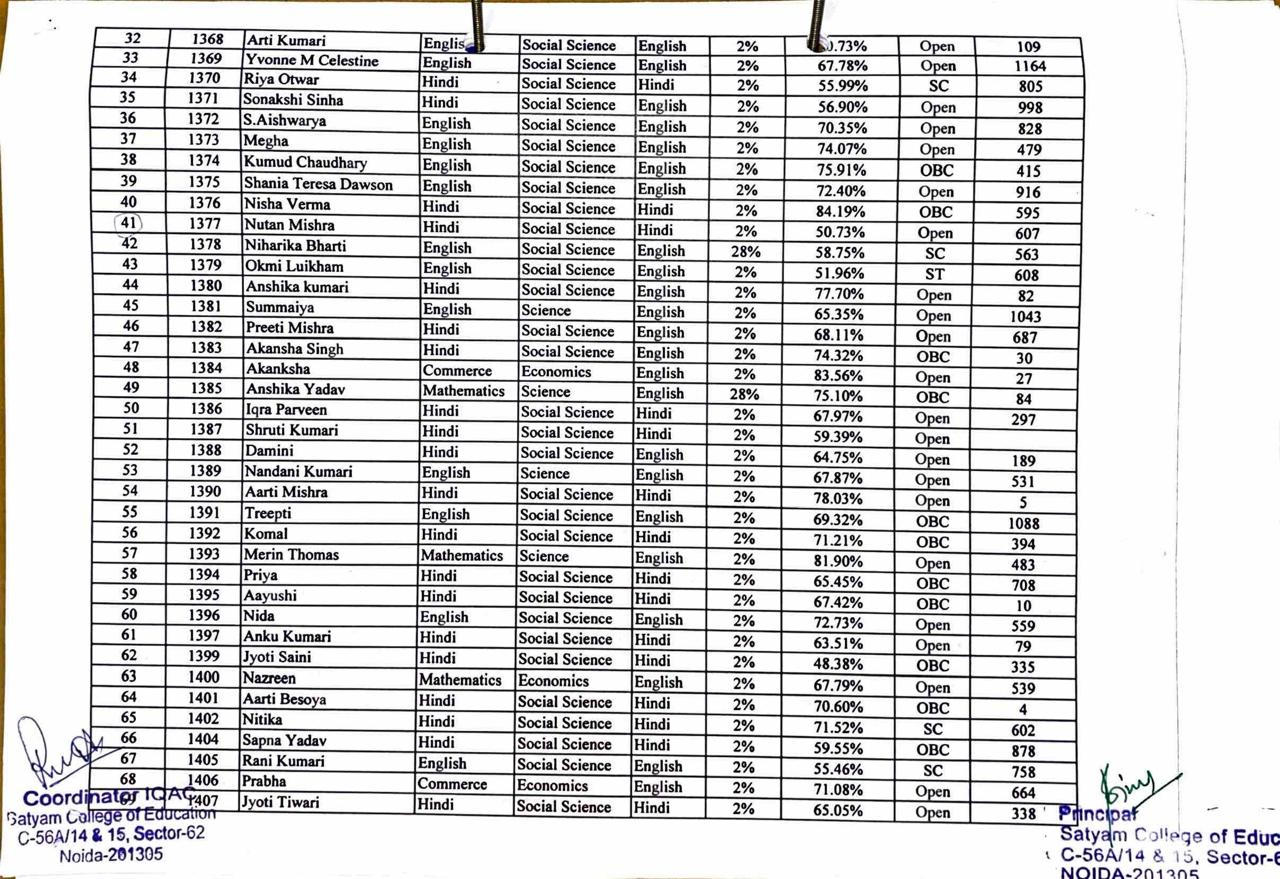 32 1368 Arti Kumari Social Science English 2% Open 109
33 1369 Yvonne M Celestine English Social Science English 2% 67.78% Open 1164
34 1370 Riya Otwar Hindi Social Science Hindi 2% 55.99% SC 805
35 1371 Sonakshi Sinha Hindi Social Science English 2% 56.90% Open 998
36 1372 S.Aishwarya English Social Science English 2% 70.35% Open 828
37 1373 Megha English Social Science English 2% 74.07% Open 479
38 1374 Kumud Chaudhary English Social Science English 2% 75.91% OBC 415
39 1375 Shania Teresa Dawson English Social Science English 2% 72.40% Open 916
40 1376 Nisha Verma Hindi Social Science Hindi 2% 84.19% OBC 595
41 1377 Nutan Mishra Hindi Social Science Hindi 2% 50.73% Open 607
42 1378 Niharika Bharti English Social Science English 28% 58.75% SC 563
43 1379 Okmi Luikham English Social Science English 2% 51.96% ST 608
44 1380 Anshika kumari Hindi Social Science English 2% 77.70% Open 82
45 1381 Summaiya English Science English 2% 65.35% Open 1043
46 1382 Preeti Mishra Hindi Social Science English 2% 68.11% Open 687
47 1383 Akansha Singh Hindi Social Science English 2% 74.32% OBC 30
48 1384 Akanksha Commerce Economics English 2% 83.56% Open 27
49 1385 Anshika Yadav Mathematics Science English 28% 75.10% OBC 84
50 1386 Iqra Parveen Hindi Social Science Hindi 2% 67.97% Open 297
51 1387 Shruti Kumari Hindi Social Science Hindi 2% 59.39% Open
52 1388 Damini Hindi Social Science English 2% 64.75% Open 189
53 1389 Nandani Kumari English Science English 2% 67.87% Open 531
54 1390 Aarti Mishra Hindi Social Science Hindi 2% 78.03% Open 5
55 1391 Treepti English Social Science English 2% 69.32% OBC 1088
56 1392 Komal Hindi Social Science Hindi 2% 71.21% OBC 394
57 1393 Merin Thomas Mathematics Science English 2% 81.90% Open 483
58 1394 Priya Hindi Social Science Hindi 2% 65.45% OBC 708
59 1395 Aayushi Hindi Social Science Hindi 2% 67.42% OBC 10
60 1396 Nida English Social Science English 2% 72.73% Open 559
61 1397 Anku Kumari Hindi Social Science Hindi 2% 63.51% Open 79
62 1399 Jyoti Saini Hindi Social Science Hindi 2% 48.38% OBC 335
63 1400 Nazreen Mathematics Economics English 2% 67.79% Open 539
64 1401 Aarti Besoya Hindi Social Science Hindi 2% 70.60% OBC 4
65 1402 Nitika Hindi Social Science Hindi 2% 71.52% SC 602
66 1404 Sapna Yadav Hindi Social Science Hindi 2% 59.55% OBC 878
67 1405 Rani Kumari English Social Science English 2% 55.46% SC 758
68 1406 Prabha Commerce Economics English 2% 71.08% Open 664
69 1407 Jyoti Tiwari Hindi Social Science Hindi 2% 65.05% Open 338
Coordinator IQAC
Satyam College of Education
C-56A/14 & 15, Sector-62
Noida-201305
Principal
Satyam College of Educ
C-56A/14 & 15, Sector-6
NOIDA-201305